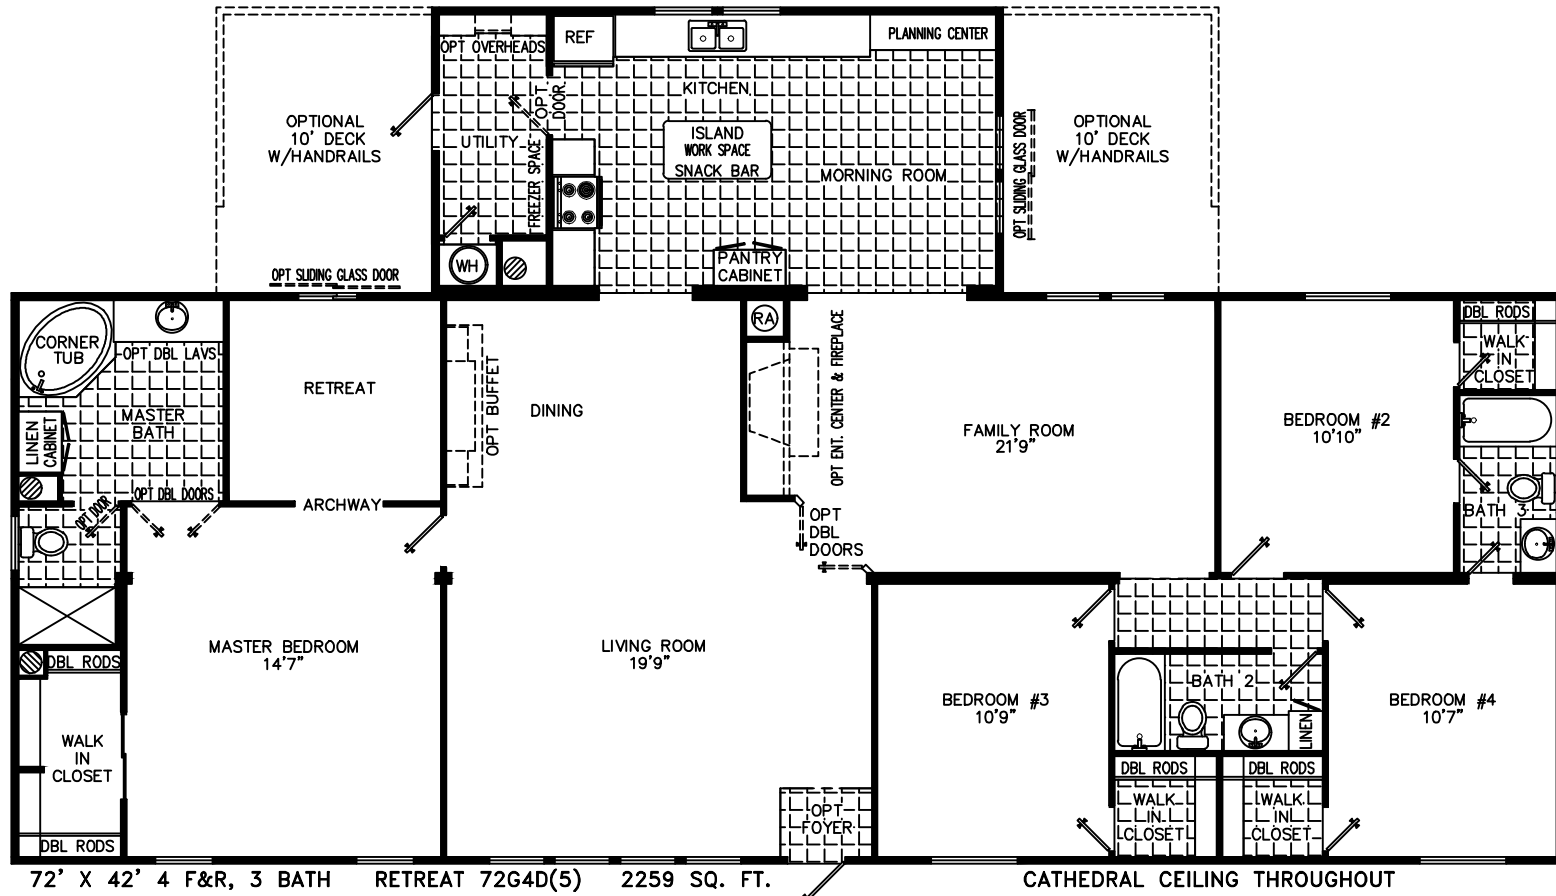 OPT OVERHEADS
REF
PLANNING CENTER
KITCHEN
OPT
DOOR
OPTIONAL
10' DECK
W/HANDRAILS
UTILITY
FREEZER SPACE
ISLAND
WORK SPACE
SNACK BAR
MORNING ROOM
OPT SLIDING GLASS DOOR
OPT SLIDING GLASS DOOR
OPTIONAL
10' DECK
W/HANDRAILS
OPT SLIDING GLASS DOOR
WH
PANTRY
CABINET
CORNER
TUB
OPT DBL LAVS
MASTER
BATH
LINEN
CABINET
OPT DOOR
OPT DBL DOORS
RETREAT
ARCHWAY
OPT BUFFET
DINING
RA
OPT ENT. CENTER & FIREPLACE
OPT
DBL
DOORS
FAMILY ROOM
21'9"
BEDROOM #2
10'10"
DBL RODS
WALK
IN
CLOSET
BATH 3
MASTER BEDROOM
14'7"
DBL RODS
WALK
IN
CLOSET
DBL RODS
LIVING ROOM
19'9"
OPT
FOYER
BEDROOM #3
10'9"
BATH 2
LINEN
DBL RODS
WALK
IN
CLOSET
DBL RODS
WALK
IN
CLOSET
BEDROOM #4
10'7"
72' X 42' 4 F&R, 3 BATH RETREAT 72G4D(5) 2259 SQ. FT. CATHEDRAL CEILING THROUGHOUT